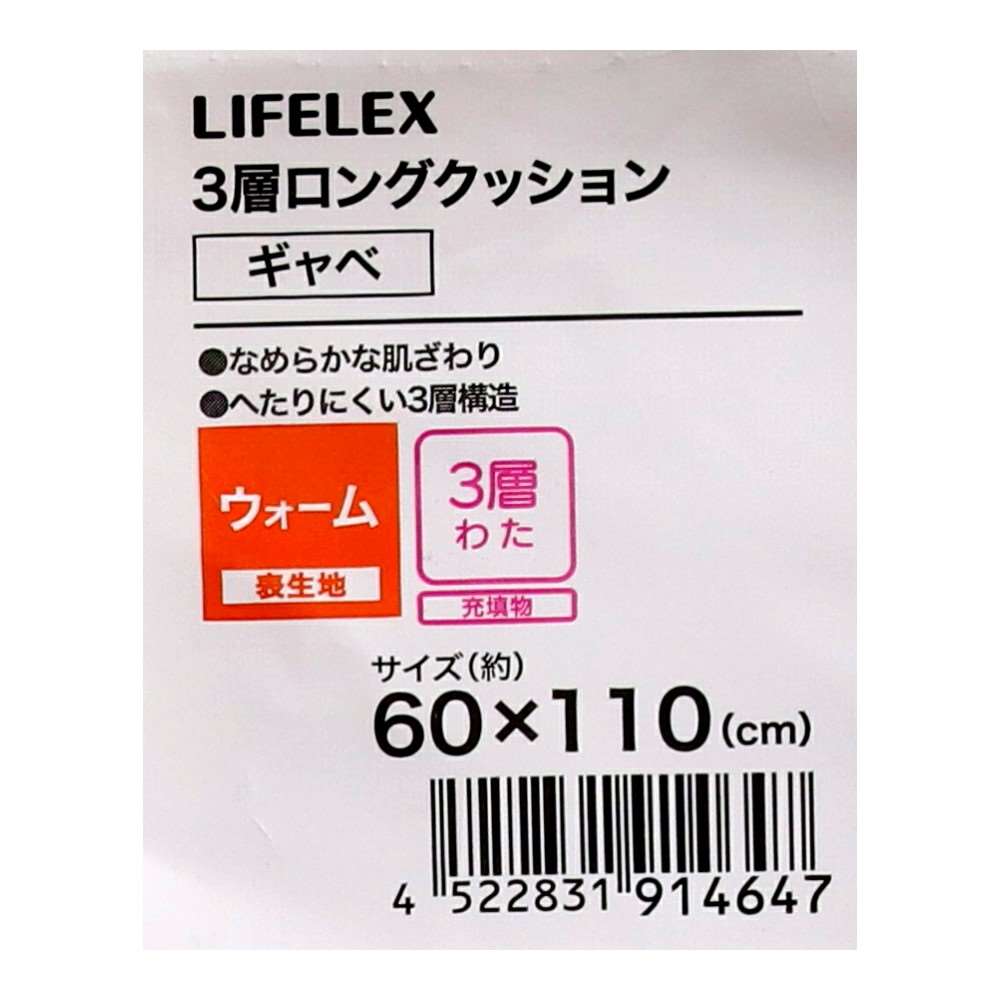 LIFELEX
3層ロングクッション
ギャベ
●なめらかな肌ざわり
●へたりにくい3層構造
ウォーム
表生地
3層
わた
充填物
サイズ(約)
60×110(cm)
4 522831 914647